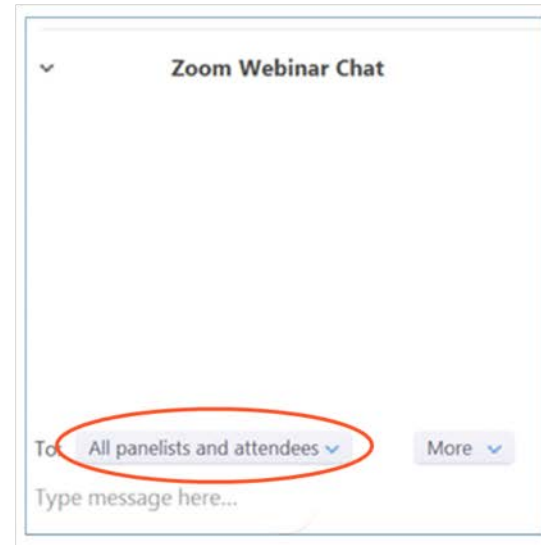 Zoom Webinar Chat
To: All panelists and attendees More
Type message here...